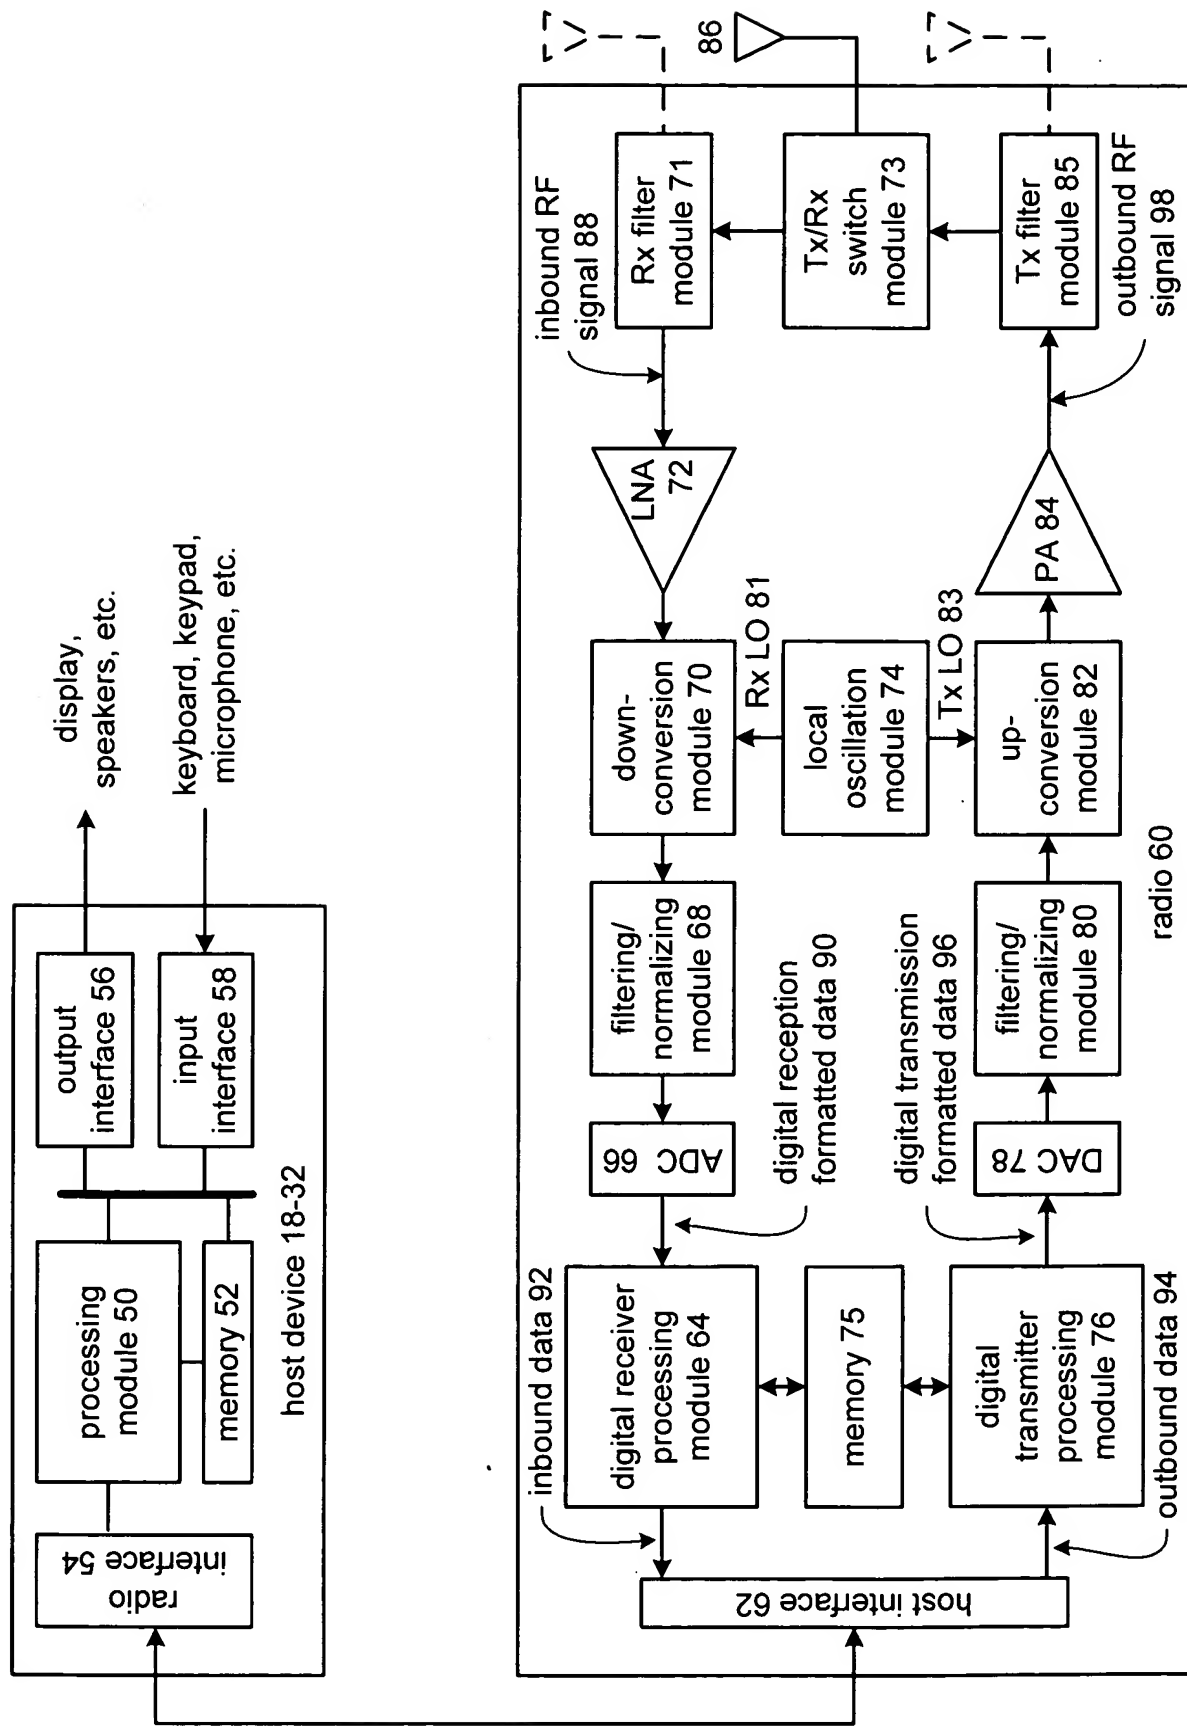 radio
interface 54
processing
module 50
memory 52
output
interface 56
input
interface 58
display,
speakers, etc.
keyboard, keypad,
microphone, etc.
host device 18-32
host interface 62
inbound data 92
digital receiver
processing
module 64
memory 75
digital
transmitter
processing
module 76
outbound data 94
ADC 66
digital reception
formatted data 90
digital transmission
formatted data 96
DAC 78
filtering/
normalizing
module 68
filtering/
normalizing
module 80
down-
conversion
module 70
Rx LO 81
local
oscillation
module 74
Tx LO 83
up-
conversion
module 82
LNA
72
PA 84
inbound RF
signal 88
Rx filter
module 71
Tx/Rx
switch
module 73
Tx filter
module 85
outbound RF
signal 98
86
radio 60